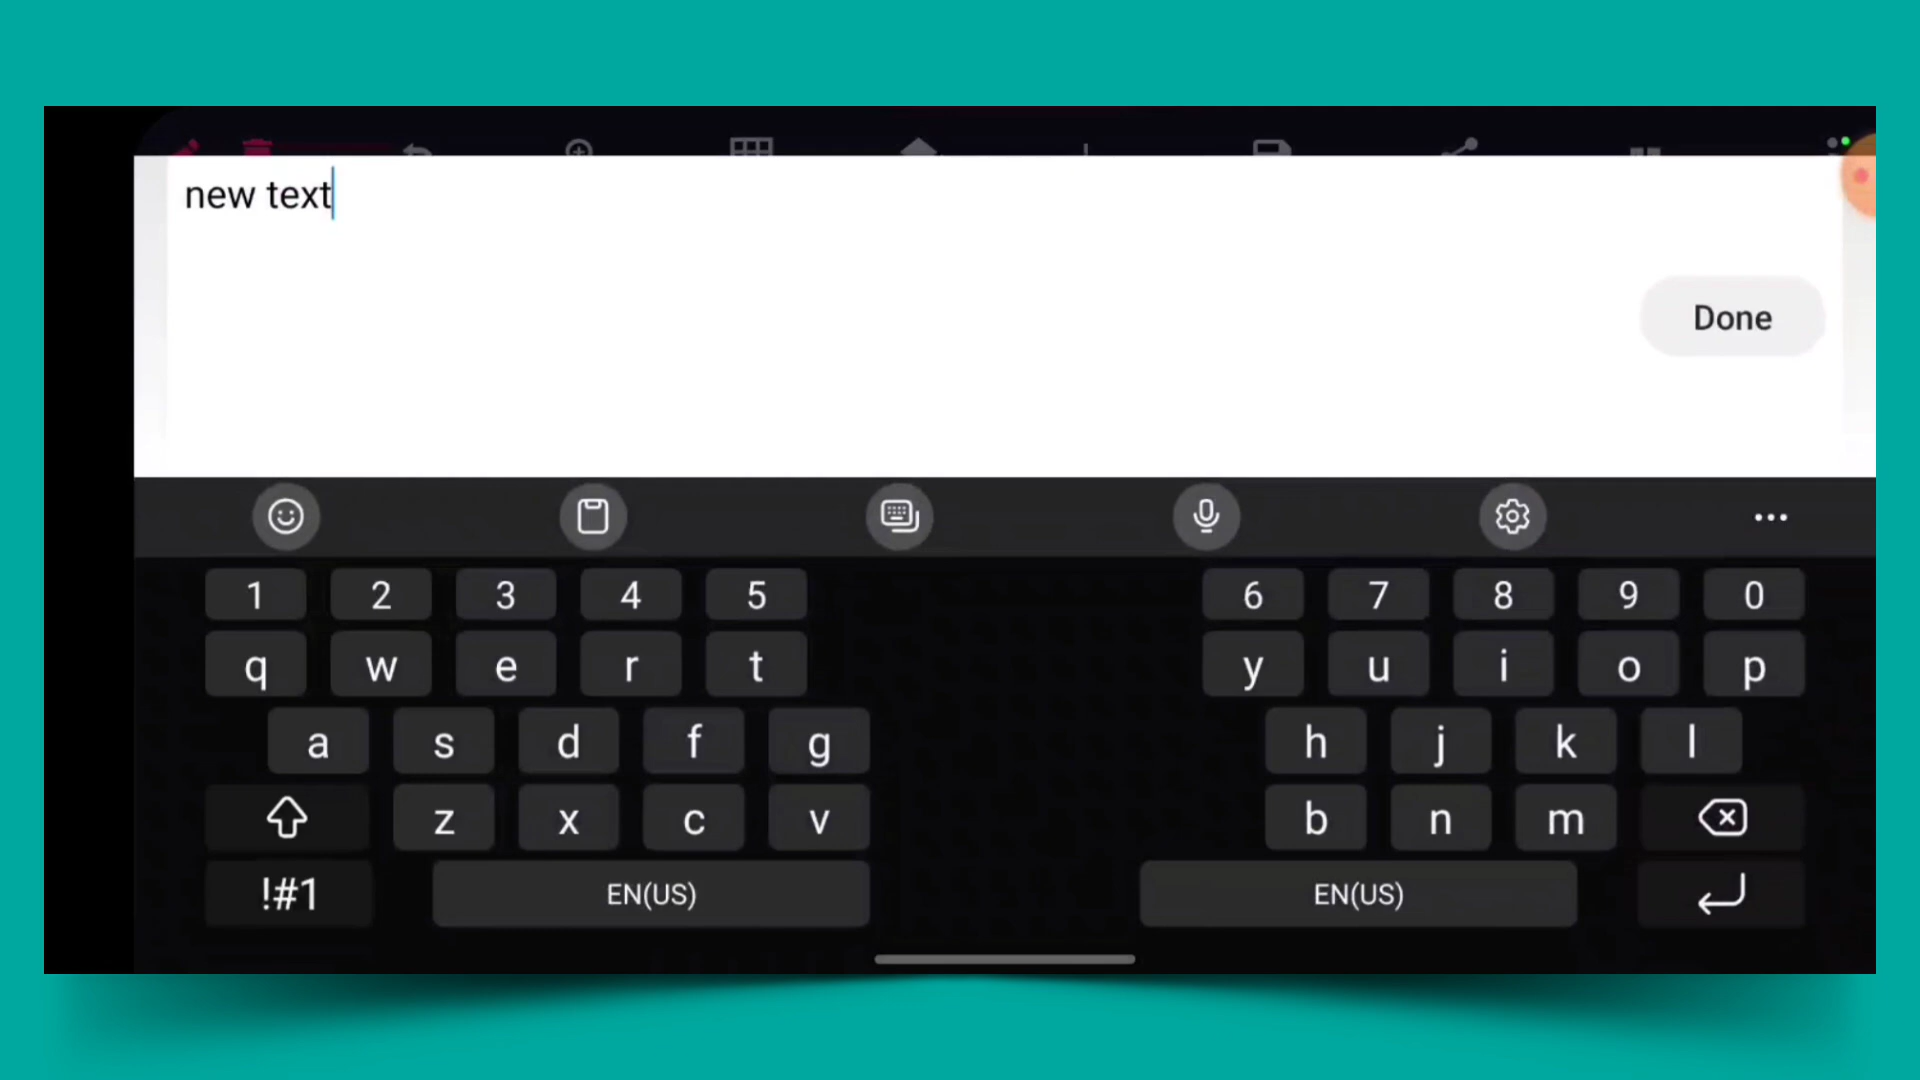 new text
Done
1 2 3 4 5 6 7 8 9 0
q w e r t y u i o p
a s d f g h j k l
z x c v b n m
!#1 EN(US) EN(US)